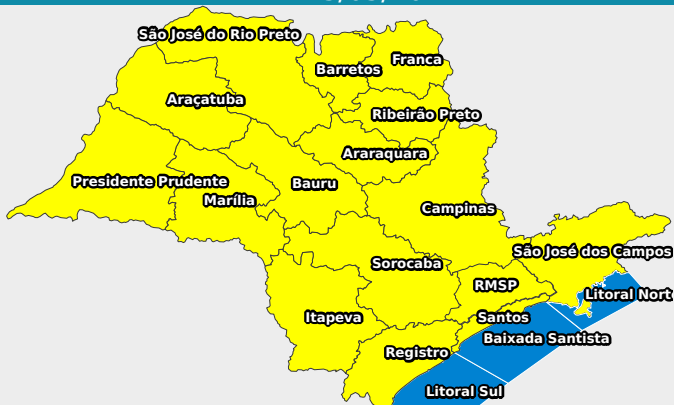 São José do Rio Preto
Franca
Barretos
Araçatuba
Ribeirão Preto
Araraquara
Presidente Prudente
Bauru
Marília
Campinas
São José dos Campos
Sorocaba
RMSP
Litoral Nort
Itapeva
Santos
Baixada Santista
Registro
Litoral Sul